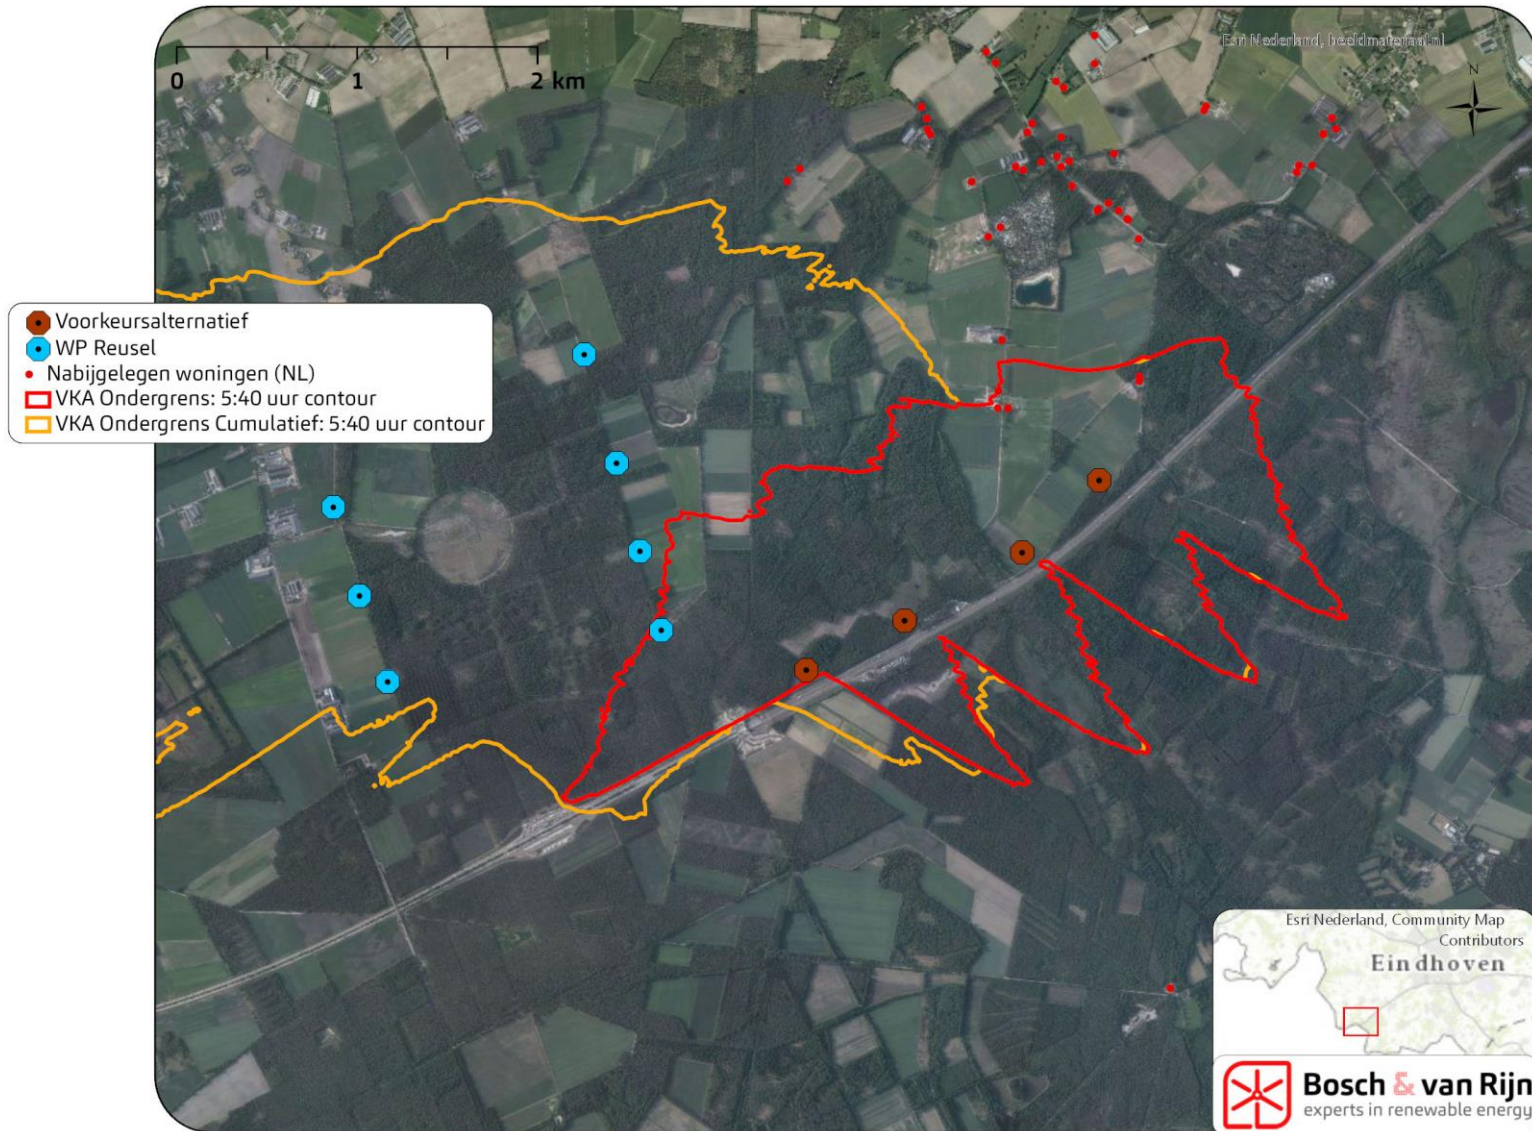 Esri Nederland, beeldmateriaal.nl
0 1 2 km
N
Voorkeursalternatief
WP Reusel
Nabijgelegen woningen (NL)
VKA Ondergrens: 5:40 uur contour
VKA Ondergrens Cumulatief: 5:40 uur contour
Esri Nederland, Community Map
Contributors
Eindhoven
Bosch & van Rijn
experts in renewable energy